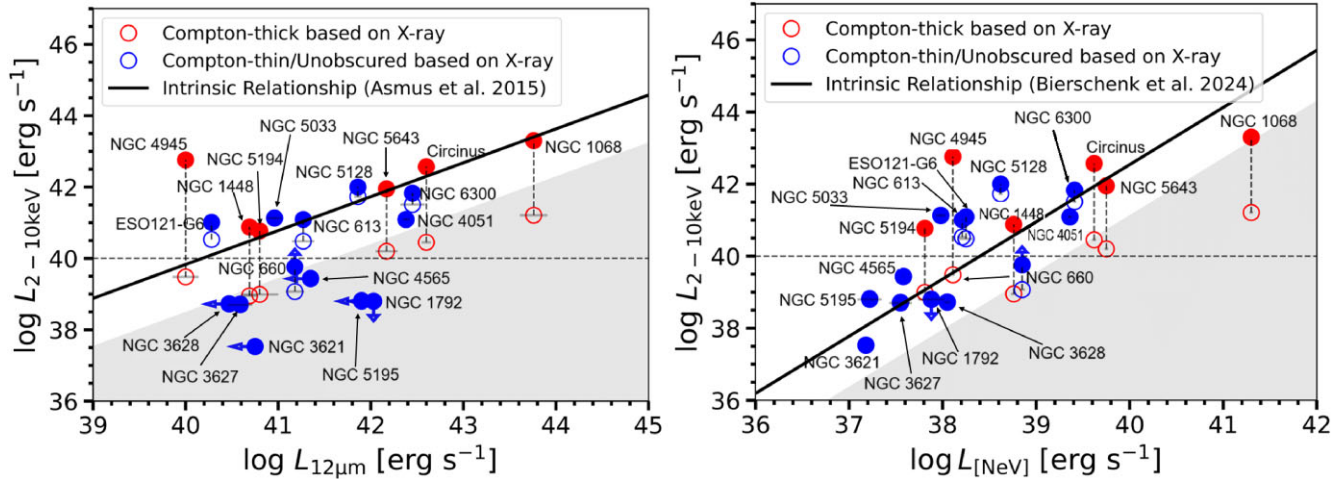 Compton-thick based on X-ray
Compton-thin/Unobscured based on X-ray
Intrinsic Relationship (Asmus et al. 2015)
46
44
42
40
38
36
log L2−10keV [erg s−1]
NGC 4945
NGC 5194
NGC 1448
NGC 5033
NGC 5643
NGC 5128
Circinus
NGC 1068
NGC 6300
ESO121-G6
NGC 613
NGC 4051
NGC 660
NGC 4565
NGC 1792
NGC 3628
NGC 3621
NGC 3627
NGC 5195
39 40 41 42 43 44 45
log L12μm [erg s−1]
Compton-thick based on X-ray
Compton-thin/Unobscured based on X-ray
Intrinsic Relationship (Bierschenk et al. 2024)
46
44
42
40
38
36
log L2−10keV [erg s−1]
NGC 6300
NGC 4945
NGC 1068
ESO121-G6
NGC 5128
Circinus
NGC 613
NGC 5033
NGC 5643
NGC 5194
NGC 1448
NGC 4051
NGC 4565
NGC 660
NGC 5195
NGC 3621
NGC 1792
NGC 3628
NGC 3627
36 37 38 39 40 41 42
log L[NeV] [erg s−1]